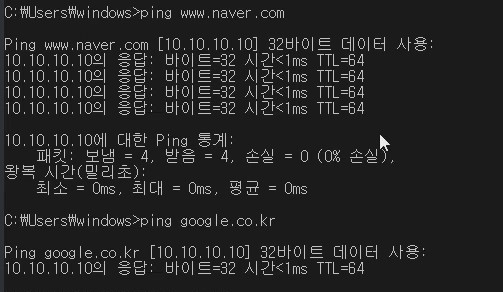 C:₩Users₩windows>ping www.naver.com
Ping www.naver.com [10.10.10.10] 32바이트 데이터 사용:
10.10.10.10의 응답: 바이트=32 시간<1ms TTL=64
10.10.10.10의 응답: 바이트=32 시간<1ms TTL=64
10.10.10.10의 응답: 바이트=32 시간<1ms TTL=64
10.10.10.10의 응답: 바이트=32 시간<1ms TTL=64
10.10.10.10에 대한 Ping 통계:
패킷: 보냄 = 4, 받음 = 4, 손실 = 0 (0% 손실),
왕복 시간(밀리초):
최소 = 0ms, 최대 = 0ms, 평균 = 0ms
C:₩Users₩windows>ping google.co.kr
Ping google.co.kr [10.10.10.10] 32바이트 데이터 사용:
10.10.10.10의 응답: 바이트=32 시간<1ms TTL=64